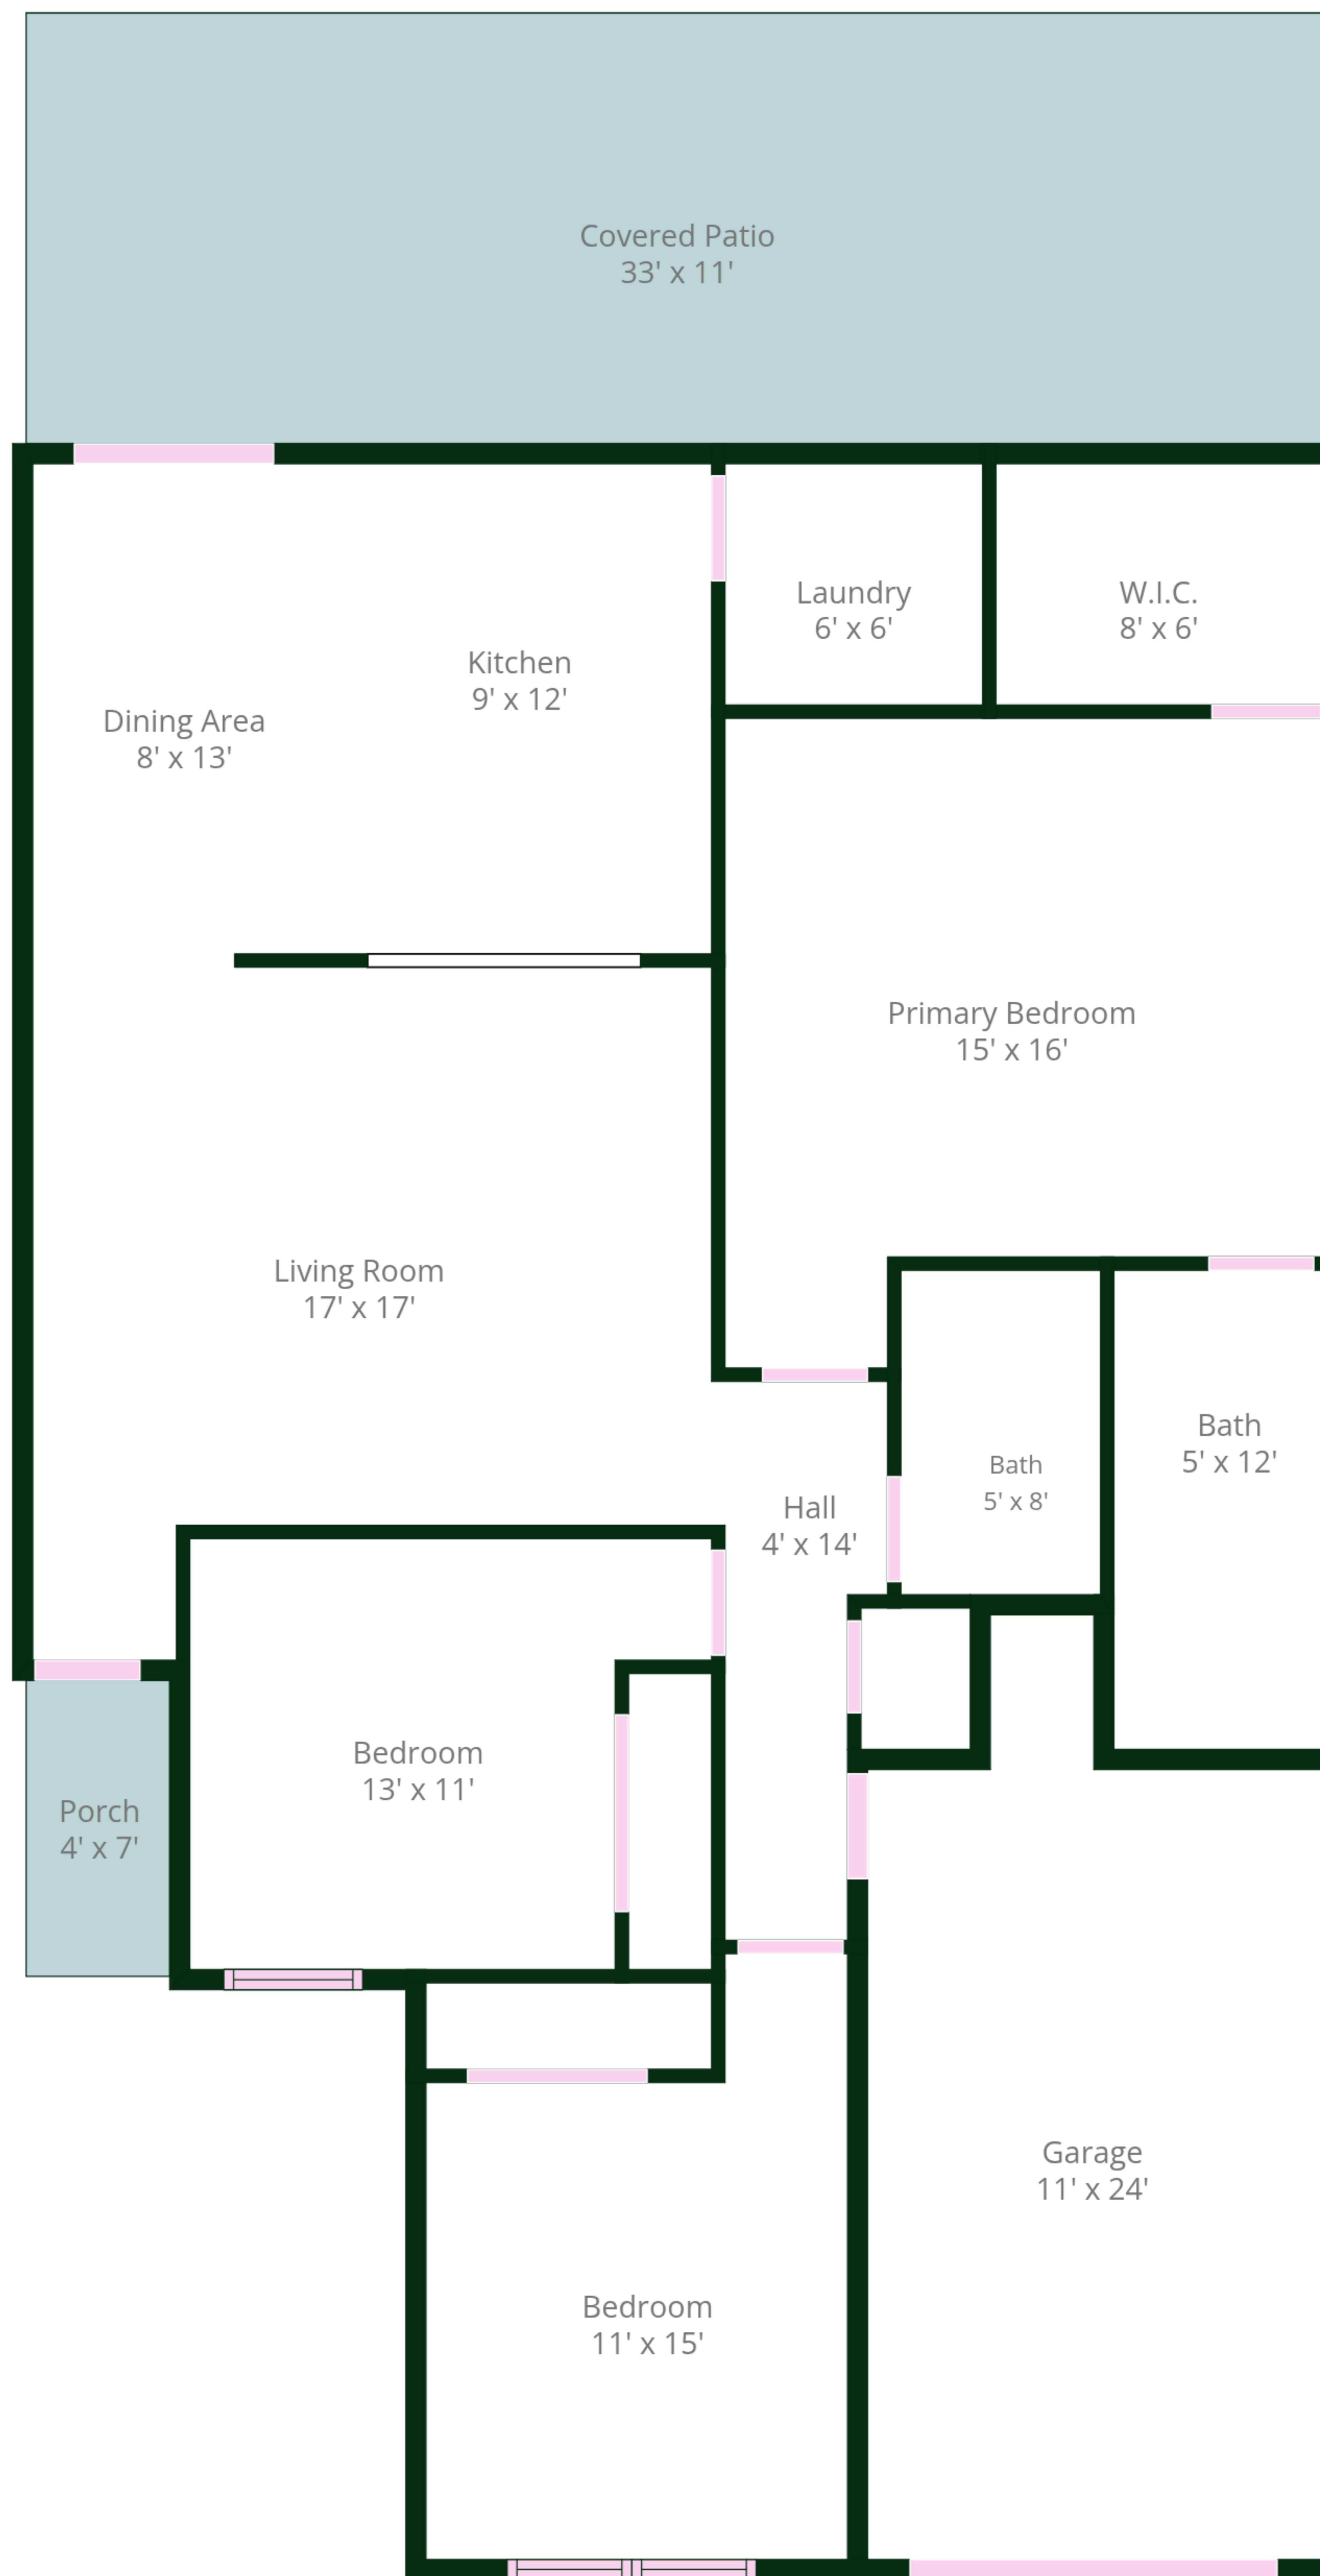 Covered Patio
33' x 11'
Laundry
6' x 6'
W.I.C.
8' x 6'
Kitchen
9' x 12'
Dining Area
8' x 13'
Primary Bedroom
15' x 16'
Living Room
17' x 17'
Bath
5' x 12'
Bath
5' x 8'
Hall
4' x 14'
Bedroom
13' x 11'
Porch
4' x 7'
Garage
11' x 24'
Bedroom
11' x 15'